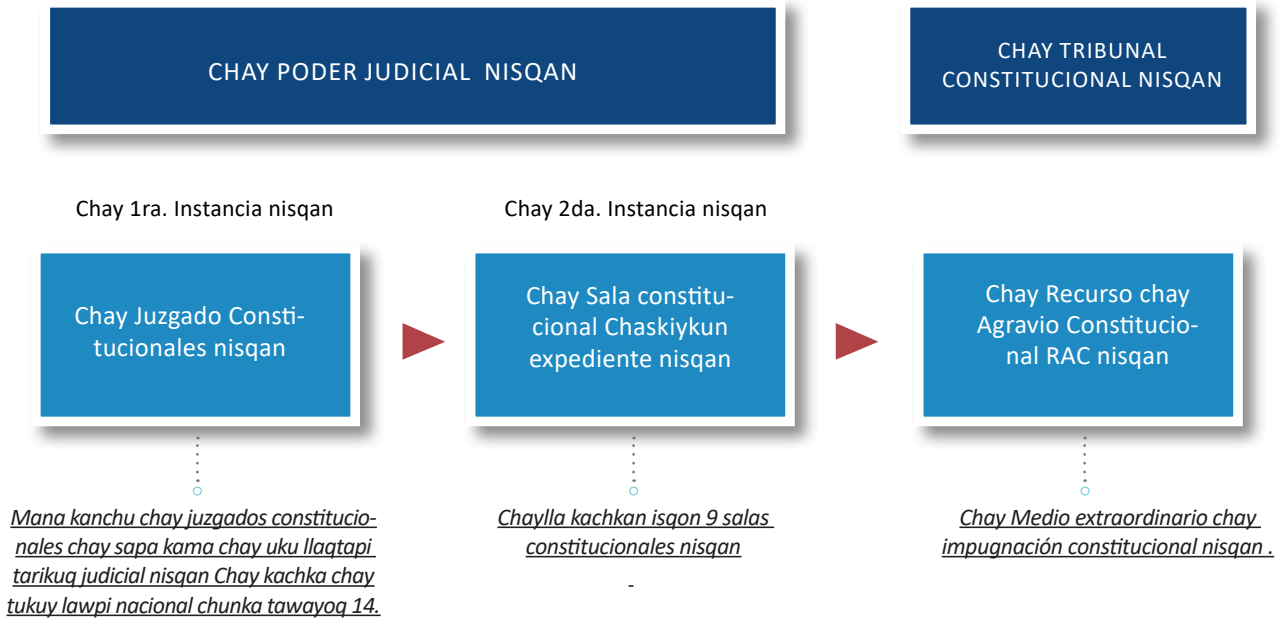 CHAY PODER JUDICIAL NISQAN
CHAY TRIBUNAL
CONSTITUCIONAL NISQAN
Chay 1ra. Instancia nisqan
Chay 2da. Instancia nisqan
Chay Juzgado Consti-
tucionales nisqan
Chay Sala constitu-
cional Chaskiykun
expediente nisqan
Chay Recurso chay
Agravio Constitucio-
nal RAC nisqan
Mana kanchu chay juzgados constitucio-
nales chay sapa kama chay uku llaqtapi
tarikuq judicial nisqan Chay kachka chay
tukuy lawpi nacional chunka tawayoq 14.
Chaylla kachkan isqon 9 salas
constitucionales nisqan
-
Chay Medio extraordinario chay
impugnación constitucional nisqan .